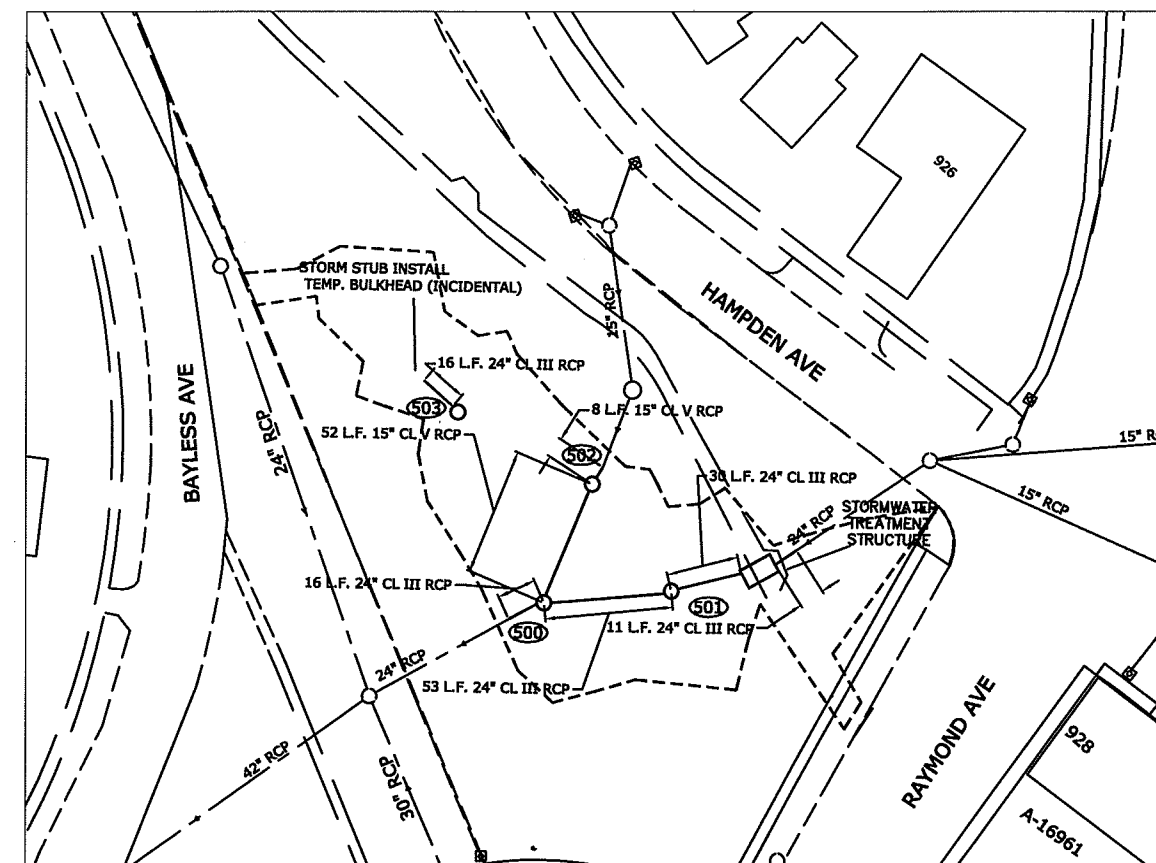 926
STORM STUB INSTALL
TEMP. BULKHEAD (INCIDENTAL)
15" RCP
HAMPDEN AVE
16 L.F. 24" CL III RCP
503
8 L.F. 15" CL V RCP
52 L.F. 15" CL V RCP
BAYLESS AVE
24" RCP
502
15" R
30 L.F. 24" CL III RCP
15" RCP
STORMWATER
TREATMENT
STRUCTURE
24" RCP
16 L.F. 24" CL III RCP
501
500
11 L.F. 24" CL III RCP
24" RCP
53 L.F. 24" CL III RCP
42" RCP
30" RCP
RAYMOND AVE
928
A-16961